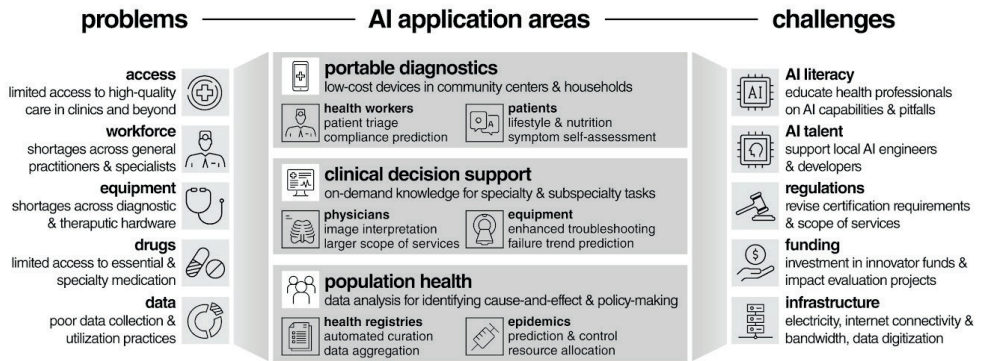 problems
AI application areas
challenges
access
limited access to high-quality
care in clinics and beyond
workforce
shortages across general
practitioners & specialists
equipment
shortages across diagnostic
& theraputic hardware
drugs
limited access to essential &
specialty medication
data
poor data collection &
utilization practices
portable diagnostics
low-cost devices in community centers & households
health workers
patient triage
compliance prediction
patients
lifestyle & nutrition
symptom self-assessment
clinical decision support
on-demand knowledge for specialty & subspecialty tasks
physicians
image interpretation
larger scope of services
equipment
enhanced troubleshooting
failure trend prediction
population health
data analysis for identifying cause-and-effect & policy-making
health registries
automated curation
data aggregation
epidemics
prediction & control
resource allocation
AI
AI literacy
educate health professionals
on AI capabilities & pitfalls
AI talent
support local AI engineers
& developers
regulations
revise certification requirements
& scope of services
$
funding
investment in innovator funds &
impact evaluation projects
infrastructure
electricity, internet connectivity &
bandwidth, data digitization